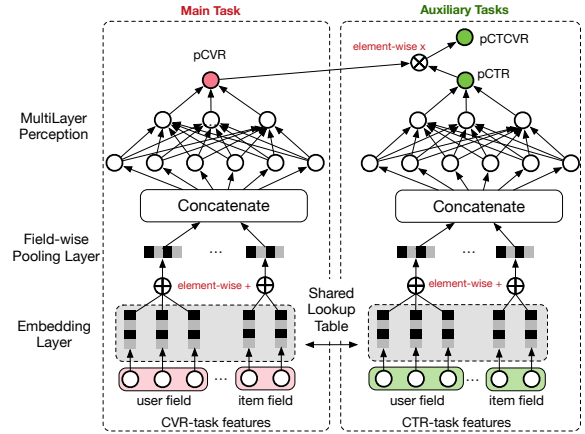 Main Task
Auxiliary Tasks
pCTCVR
element-wise x
pCVR
pCTR
MultiLayer
Perception
Concatenate
Concatenate
Field-wise
Pooling Layer
...
...
element-wise +
element-wise +
Shared
Lookup
Table
Embedding
Layer
...
...
user field
item field
user field
item field
CVR-task features
CTR-task features